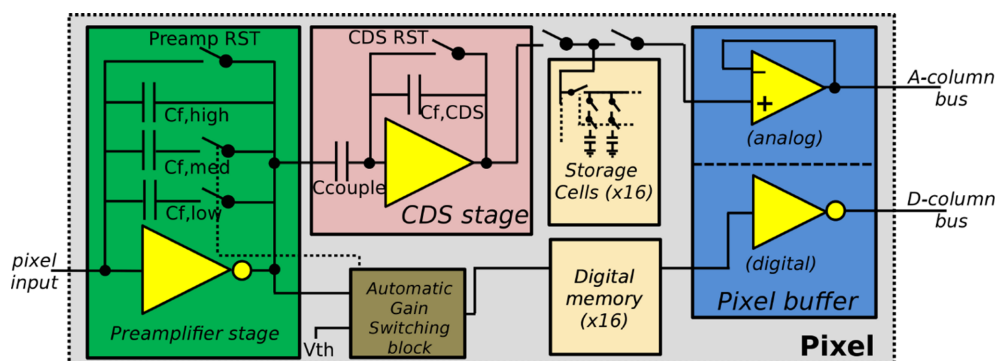 Preamp RST
Cf,high
Cf,med
Cf,low
pixel
input
Preamplifier stage
CDS RST
Cf,CDS
Ccouple
CDS stage
Automatic
Gain
Switching
block
Vth
Storage
Cells (x16)
Digital
memory
(x16)
−
+
(analog)
(digital)
Pixel buffer
A-column
bus
D-column
bus
Pixel